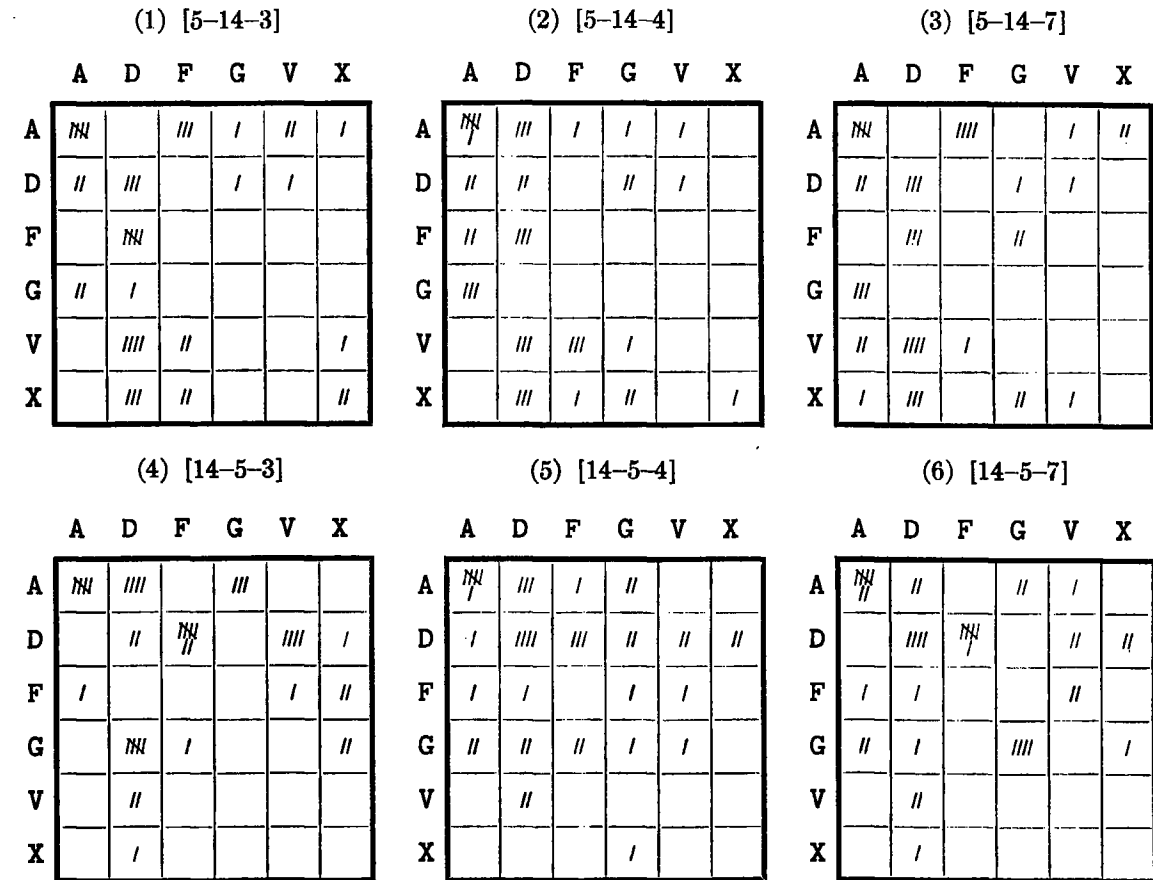 (1) [5–14–3] (2) [5–14–4] (3) [5–14–7]
A D F G V X A D F G V X A D F G V X
A 𝍸 /// / // / A 𝍸/ /// / / / A 𝍸 //// / //
D // /// / / D // // // / D // /// / /
F 𝍸 F // /// F /// //
G // / G /// G ///
V //// // / V /// /// / V // //// /
X /// // // X /// / // / X / /// // /
(4) [14–5–3] (5) [14–5–4] (6) [14–5–7]
A D F G V X A D F G V X A D F G V X
A 𝍸 //// /// A 𝍸/ /// / // A 𝍸// // // /
D // 𝍸// //// / D / //// /// // // // D //// 𝍸/ // //
F / / // F / / / / F / / //
G 𝍸 / // G // // // / / G // / //// /
V // V // V //
X / X / X /